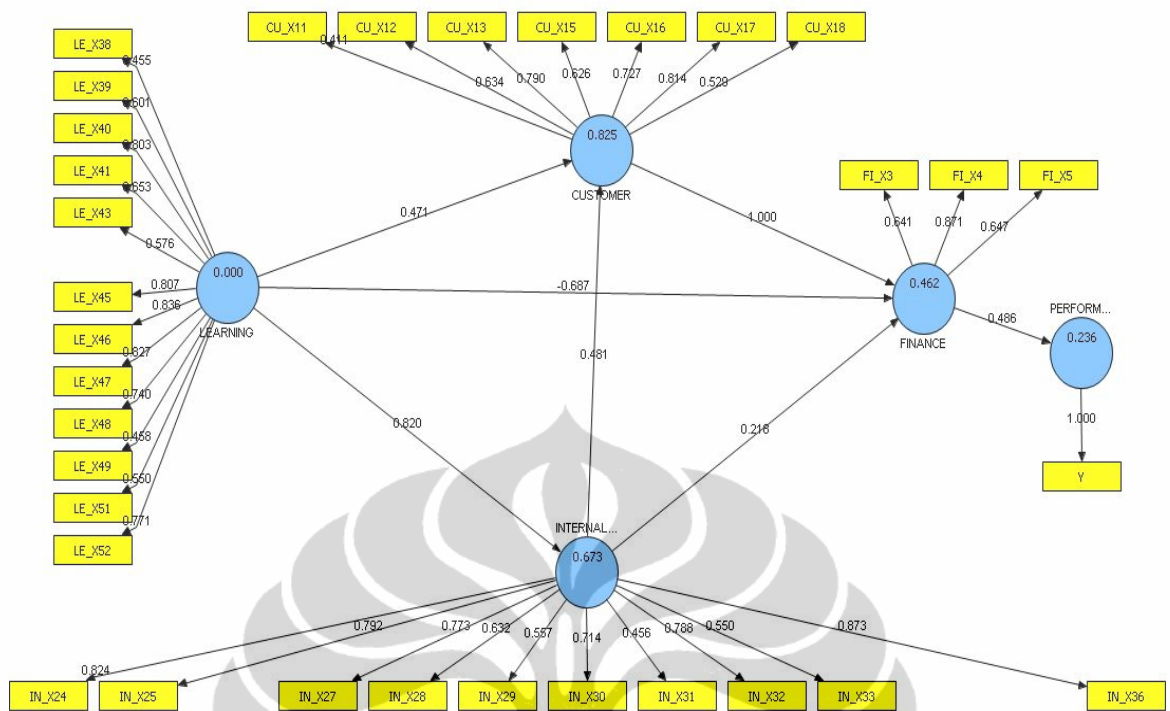 CU_X11 CU_X12 CU_X13 CU_X15 CU_X16 CU_X17 CU_X18
0.411 0.634 0.790 0.626 0.727 0.814 0.528
LE_X38
0.455
LE_X39
0.601
LE_X40
0.803
LE_X41
0.653
LE_X43
0.576
0.825
CUSTOMER
FI_X3 FI_X4 FI_X5
0.641 0.871 0.647
0.471
1.000
0.000
LEARNING
LE_X45
0.807
0.836
LE_X46
0.827
LE_X47
0.740
LE_X48
0.458
LE_X49
0.550
LE_X51
0.771
LE_X52
-0.687
0.462
FINANCE
0.486
PERFORM...
0.236
1.000
Y
0.481
0.820
0.218
INTERNAL...
0.673
0.824 0.792 0.773 0.632 0.557 0.714 0.456 0.788 0.550 0.873
IN_X24 IN_X25 IN_X27 IN_X28 IN_X29 IN_X30 IN_X31 IN_X32 IN_X33 IN_X36